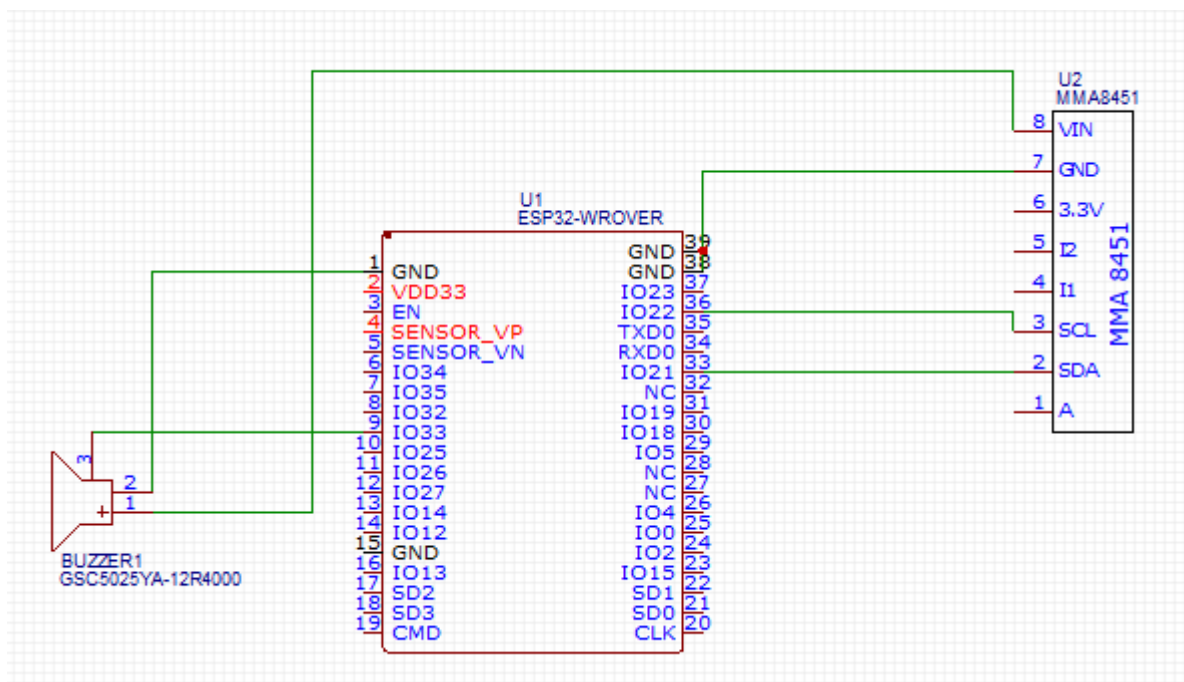 U2
MMA8451
8 VIN
7 GND
6 3.3V
5 I2
4 I1
3 SCL
2 SDA
1 A
MMA 8451
U1
ESP32-WROVER
1 GND
2 VDD33
3 EN
4 SENSOR_VP
5 SENSOR_VN
6 IO34
7 IO35
8 IO32
9 IO33
10 IO25
11 IO26
12 IO27
13 IO14
14 IO12
15 GND
16 IO13
17 SD2
18 SD3
19 CMD
GND 39
GND 38
IO23 37
IO22 36
TXD0 35
RXD0 34
IO21 33
NC 32
IO19 31
IO18 30
IO5 29
NC 28
NC 27
IO4 26
IO0 25
IO2 24
IO15 23
SD1 22
SD0 21
CLK 20
3
2
+ 1
BUZZER1
GSC5025YA-12R4000